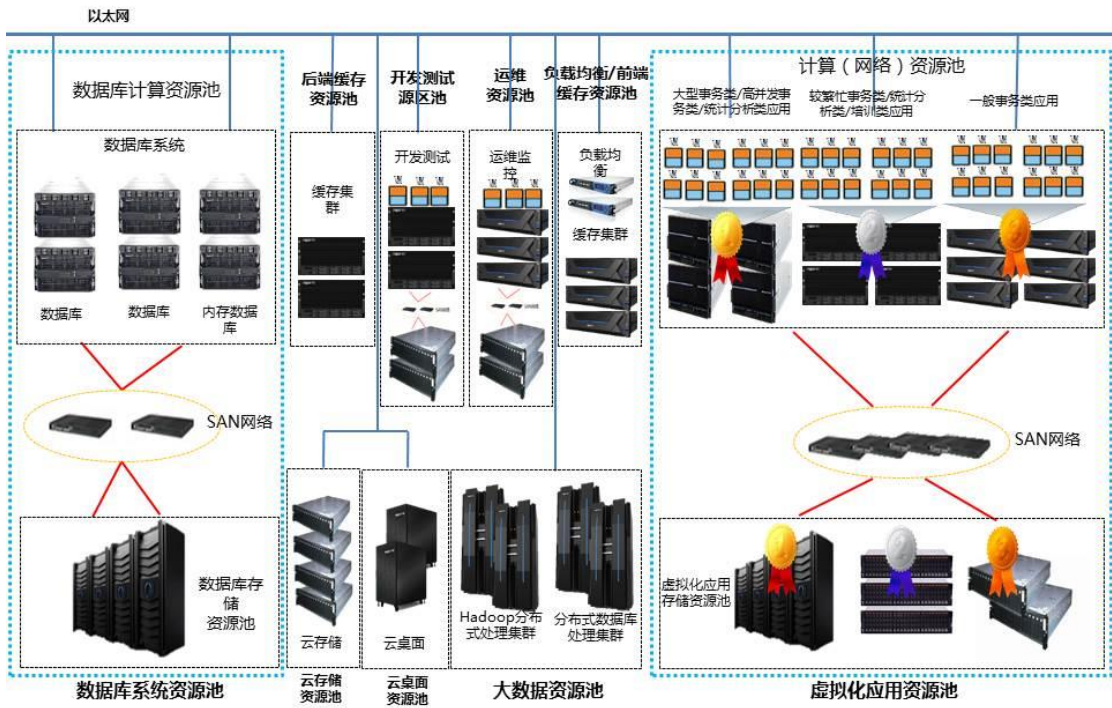 以太网
数据库计算资源池
数据库系统
数据库
数据库
内存数据
库
SAN网络
数据库存
储
资源池
数据库系统资源池
后端缓存
资源池
缓存集
群
开发测试
源区池
开发测试
SAN网络
运维
资源池
运维监
控
SAN网络
负载均衡/前端
缓存资源池
负载均
衡
缓存集群
云存储
云存储
资源池
云桌面
云桌面
资源池
Hadoop分布
式处理集群
分布式数据库
处理集群
大数据资源池
计算（网络）资源池
大型事务类/高并发事
务类/统计分析类应用
较繁忙事务类/统计分
析类/培训类应用
一般事务类应用
SAN网络
虚拟化应用
存储资源池
虚拟化应用资源池